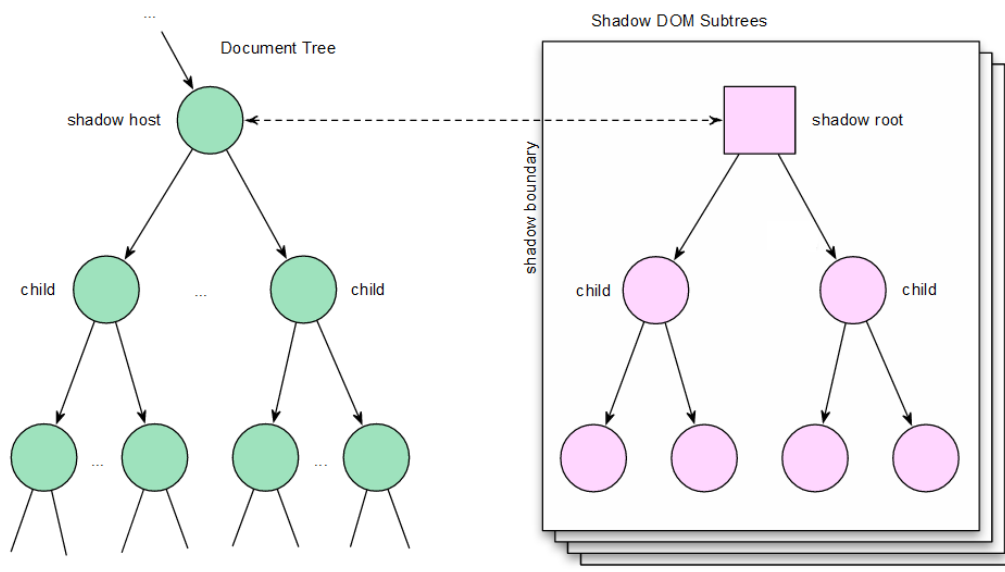 ...
Shadow DOM Subtrees
Document Tree
shadow host
shadow root
shadow boundary
child
...
child
child
child
...
...